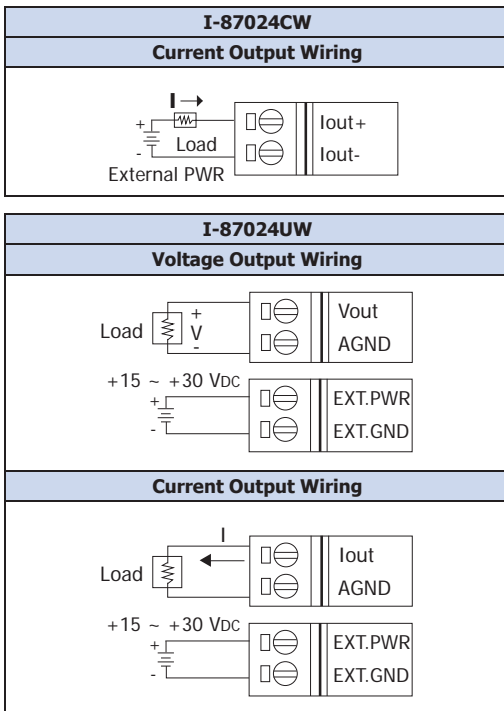 I-87024CW
Current Output Wiring
I
+
Load
-
External PWR
Iout+
Iout-
I-87024UW
Voltage Output Wiring
Load
+
V
-
Vout
AGND
+15 ~ +30 VDC
+
-
EXT.PWR
EXT.GND
Current Output Wiring
I
Load
Iout
AGND
+15 ~ +30 VDC
+
-
EXT.PWR
EXT.GND